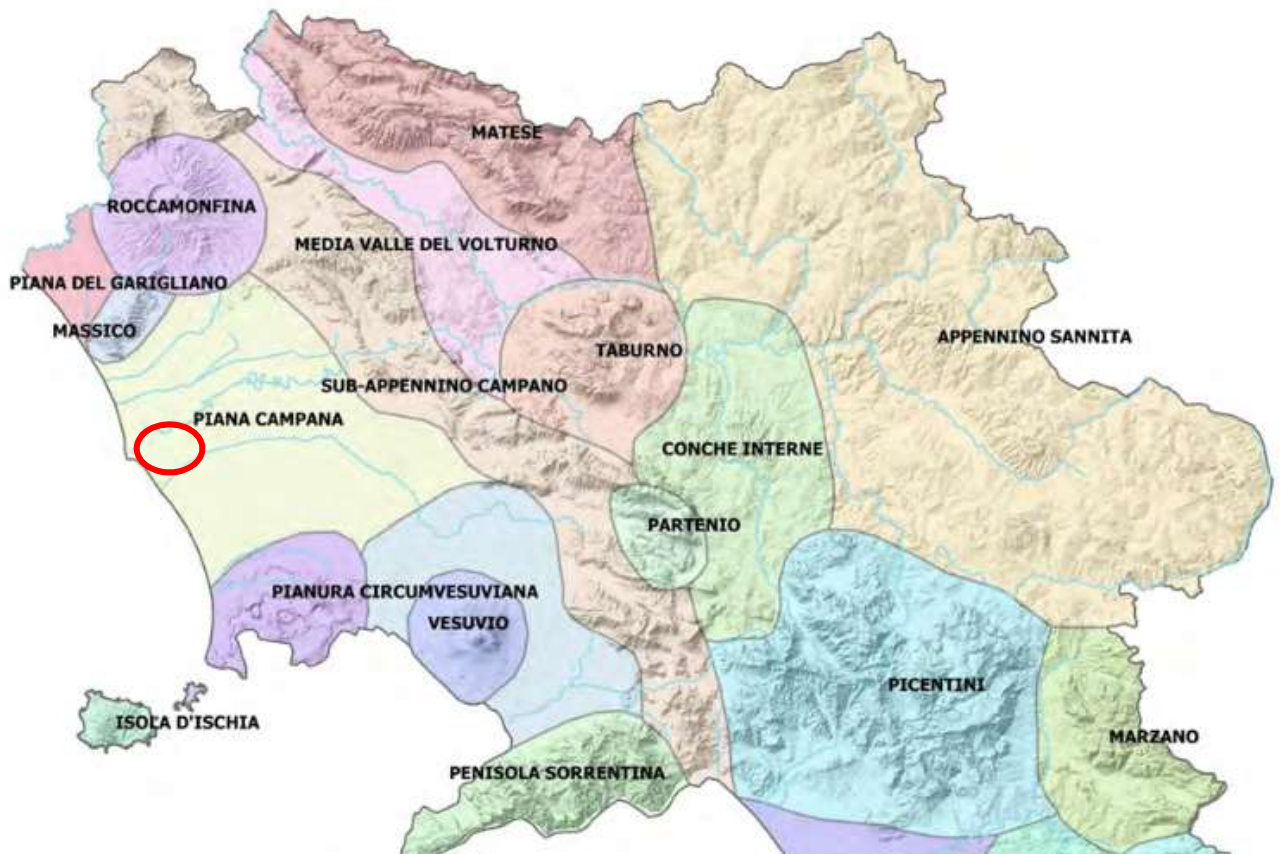 MATESE
ROCCAMONFINA
MEDIA VALLE DEL VOLTURNO
PIANA DEL GARIGLIANO
MASSICO
APPENNINO SANNITA
TABURNO
SUB-APPENNINO CAMPANO
PIANA CAMPANA
CONCHE INTERNE
PARTENIO
PIANURA CIRCUMVESUVIANA
VESUVIO
PICENTINI
ISOLA D'ISCHIA
MARZANO
PENISOLA SORRENTINA